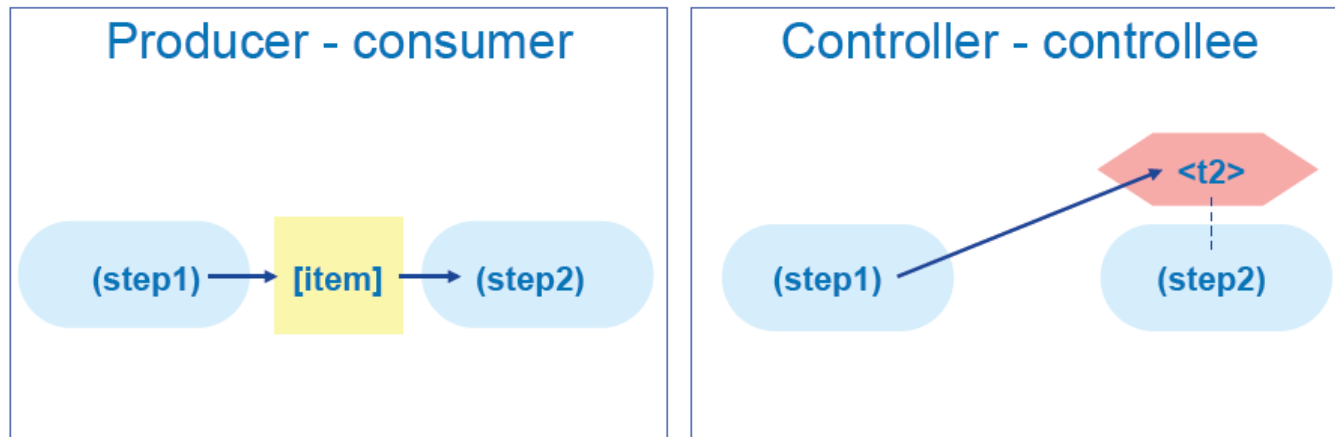 Producer - consumer
(step1)
[item]
(step2)
Controller - controllee
<t2>
(step1)
(step2)